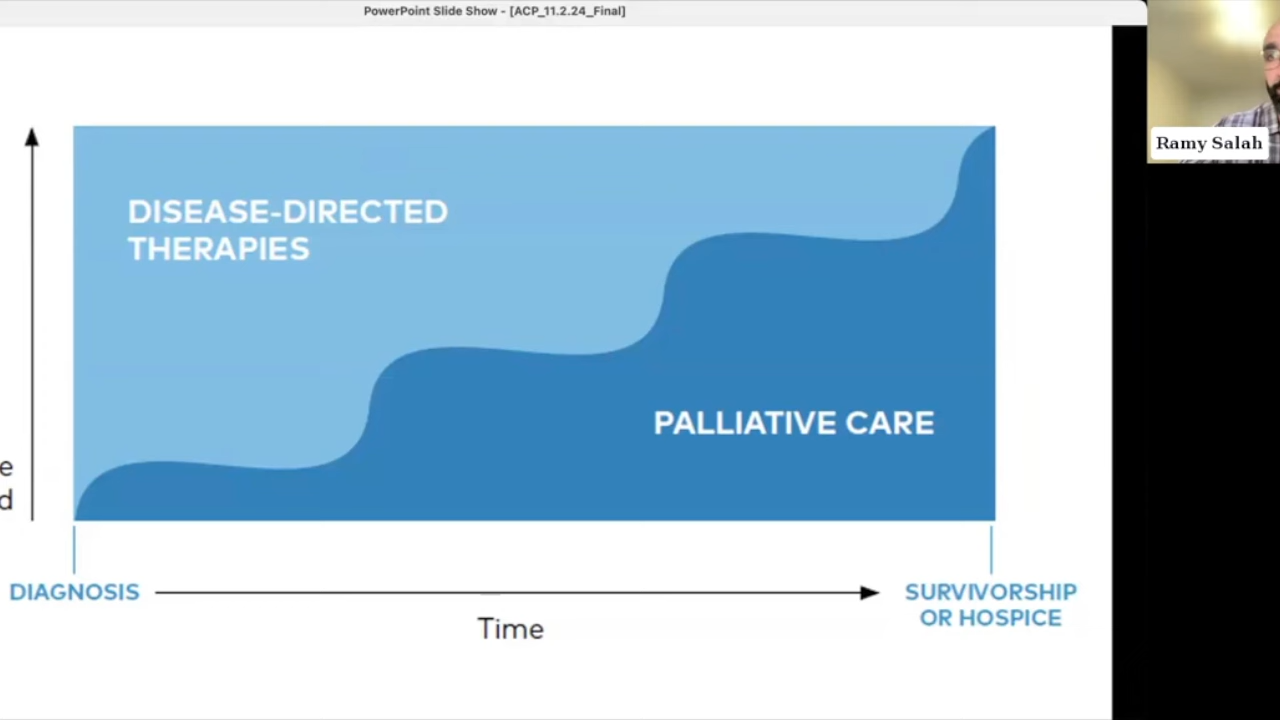 PowerPoint Slide Show - [ACP_11.2.24_Final]
Ramy Salah
DISEASE-DIRECTED
THERAPIES
PALLIATIVE CARE
DIAGNOSIS
SURVIVORSHIP
OR HOSPICE
Time